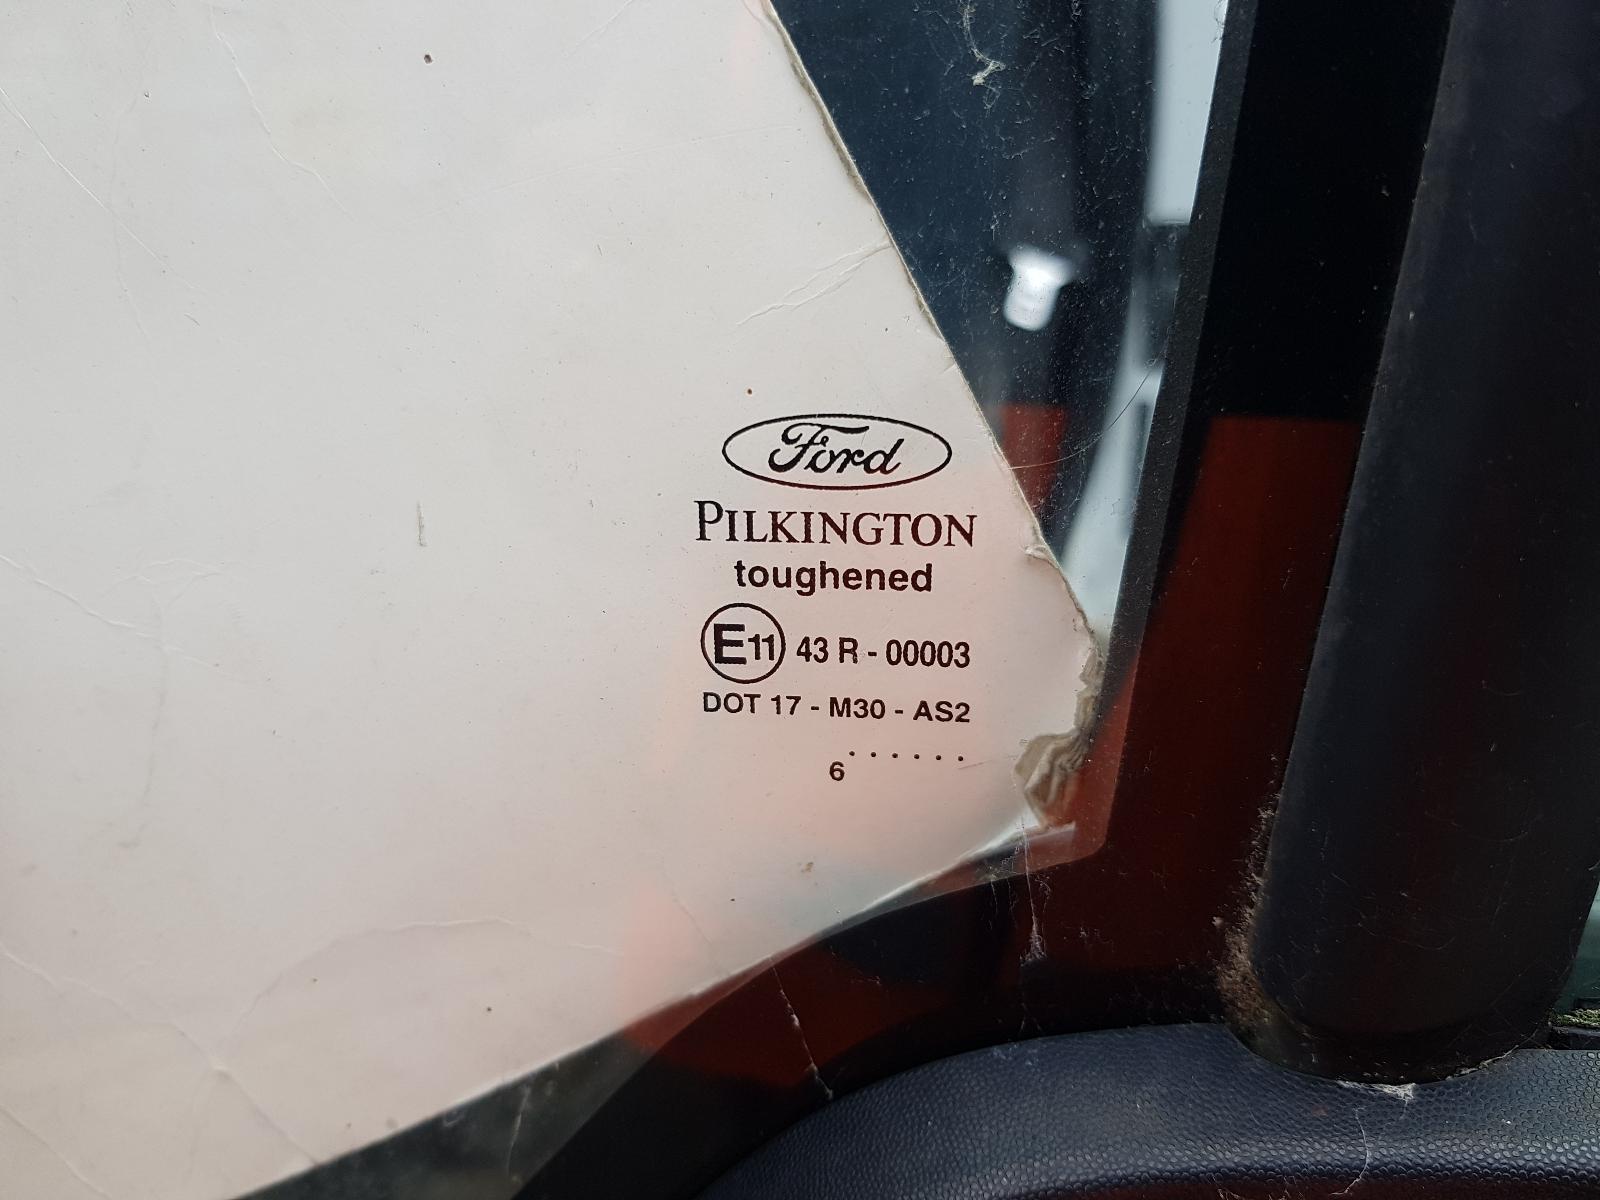 Ford
PILKINGTON
toughened
E11 43 R - 00003
DOT 17 - M30 - AS2
. . . . . .
6